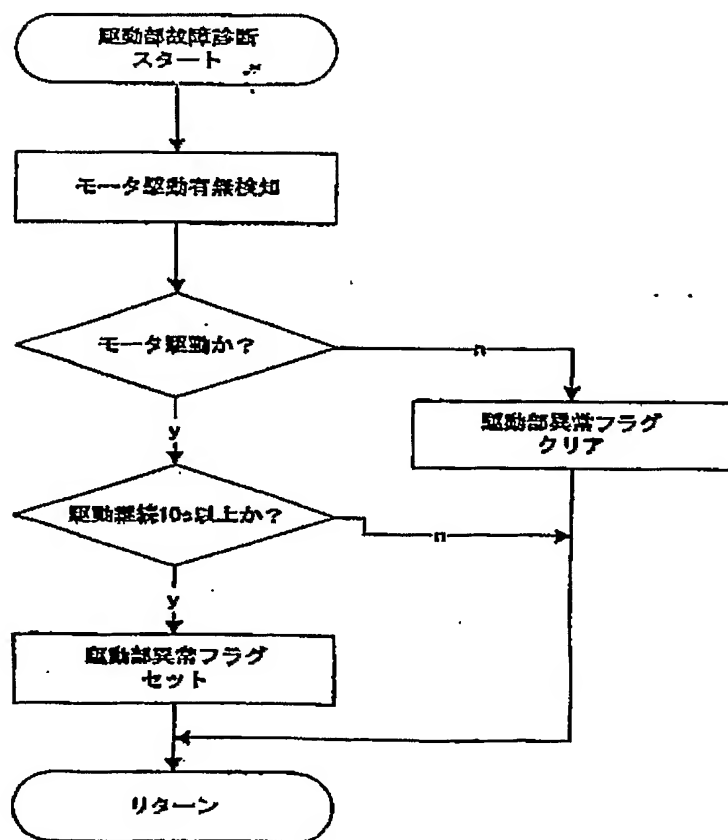 駆動部故障診断
スタート
モータ駆動有無検知
モータ駆動か？
n
y
駆動部異常フラグ
クリア
駆動継続10s以上か？
n
y
駆動部異常フラグ
セット
リターン